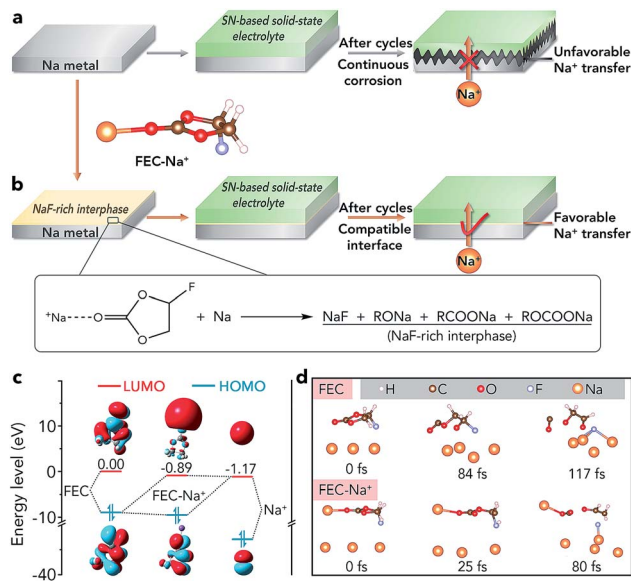 a
SN-based solid-state
electrolyte
Na metal
After cycles
Continuous
corrosion
Unfavorable
Na⁺ transfer
Na⁺
FEC-Na⁺
b
NaF-rich interphase
Na metal
SN-based solid-state
electrolyte
After cycles
Compatible
interface
Favorable
Na⁺ transfer
Na⁺
⁺Na----O
O
O
F
+ Na
NaF + RONa + RCOONa + ROCOONa
(NaF-rich interphase)
c
LUMO HOMO
Energy level (eV)
10
0
-10
-40
0.00
-0.89
-1.17
FEC
FEC-Na⁺
Na⁺
d
FEC
H C O F Na
0 fs 84 fs 117 fs
FEC-Na⁺
0 fs 25 fs 80 fs